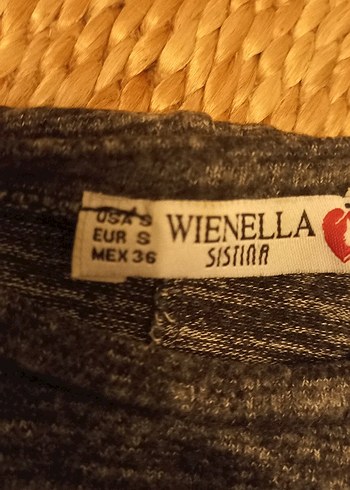 USA S
EUR S
MEX 36
WIENELLA
SISTINA